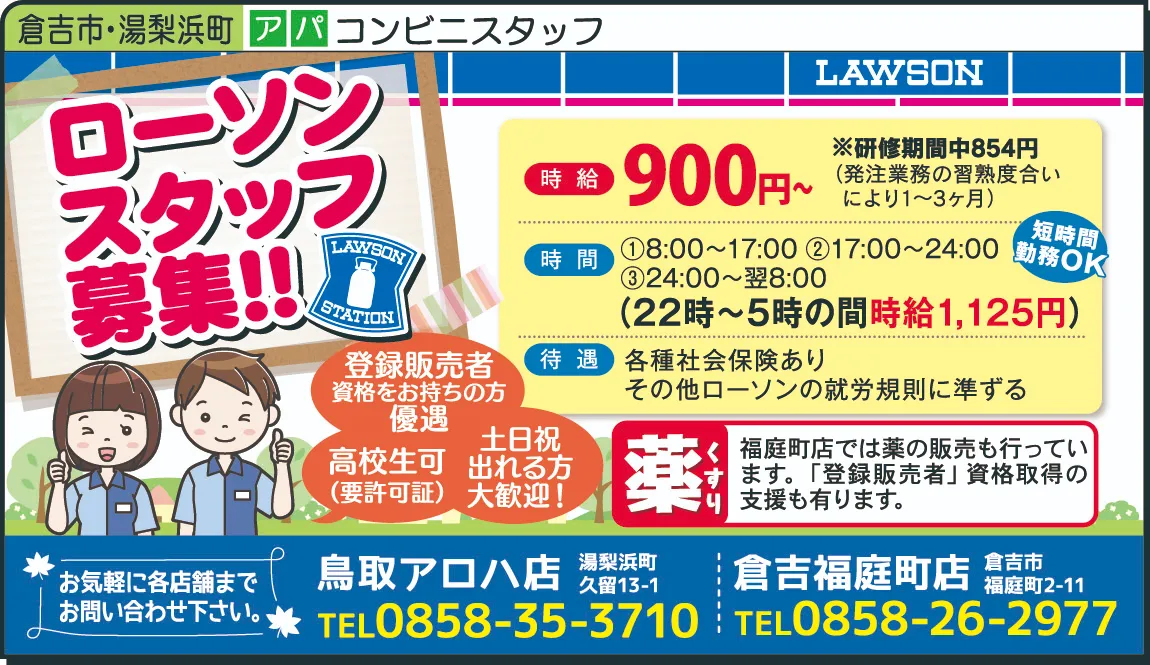 倉吉市・湯梨浜町 アパ コンビニスタッフ
LAWSON
ローソン
スタッフ
募集!!
LAWSON
STATION
時給 900円~
※研修期間中854円
（発注業務の習熟度合い
により1～3ヶ月）
時間 ①8:00～17:00 ②17:00～24:00
③24:00～翌8:00
（22時～5時の間時給1,125円）
短時間
勤務OK
待遇 各種社会保険あり
その他ローソンの就労規則に準ずる
登録販売者
資格をお持ちの方
優遇
高校生可
（要許可証）
土日祝
出れる方
大歓迎！
薬 くすり
福庭町店では薬の販売も行ってい
ます。「登録販売者」資格取得の
支援も有ります。
お気軽に各店舗まで
お問い合わせ下さい。
鳥取アロハ店 湯梨浜町
久留13-1
TEL0858-35-3710
倉吉福庭町店 倉吉市
福庭町2-11
TEL0858-26-2977